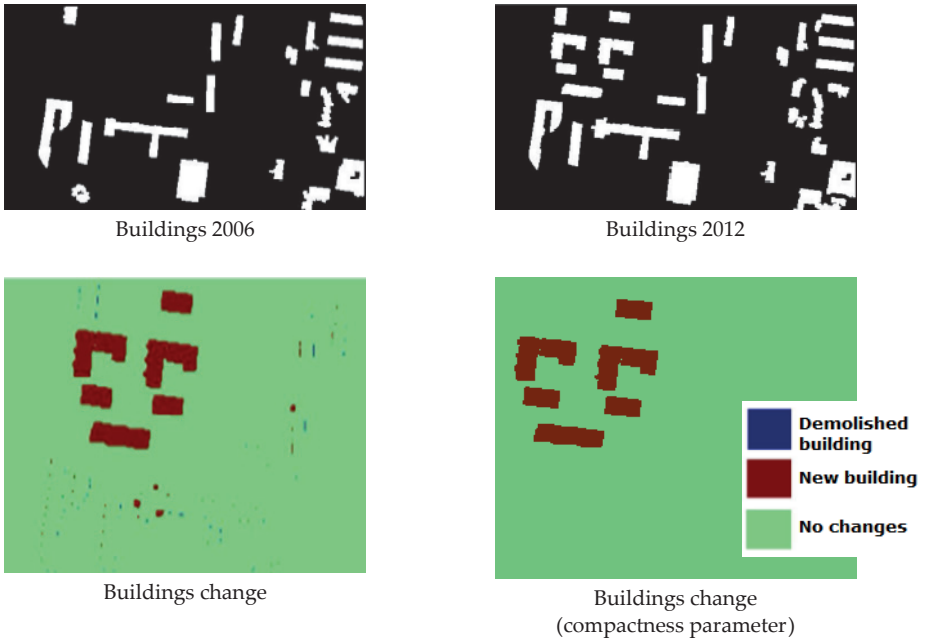 Buildings 2006
Buildings 2012
Demolished
building
New building
No changes
Buildings change
Buildings change
(compactness parameter)